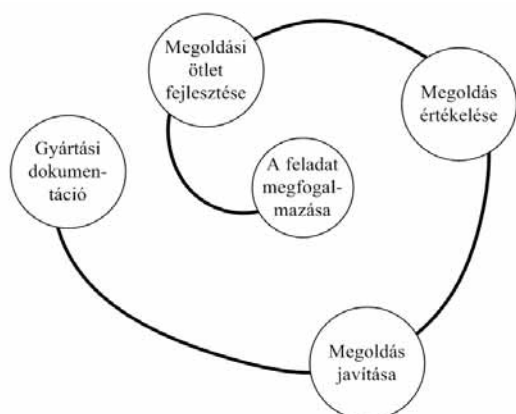 Megoldási
ötlet
fejlesztése
Megoldás
értékelése
Gyártási
dokumen-
táció
A feladat
megfogal-
mazása
Megoldás
javítása